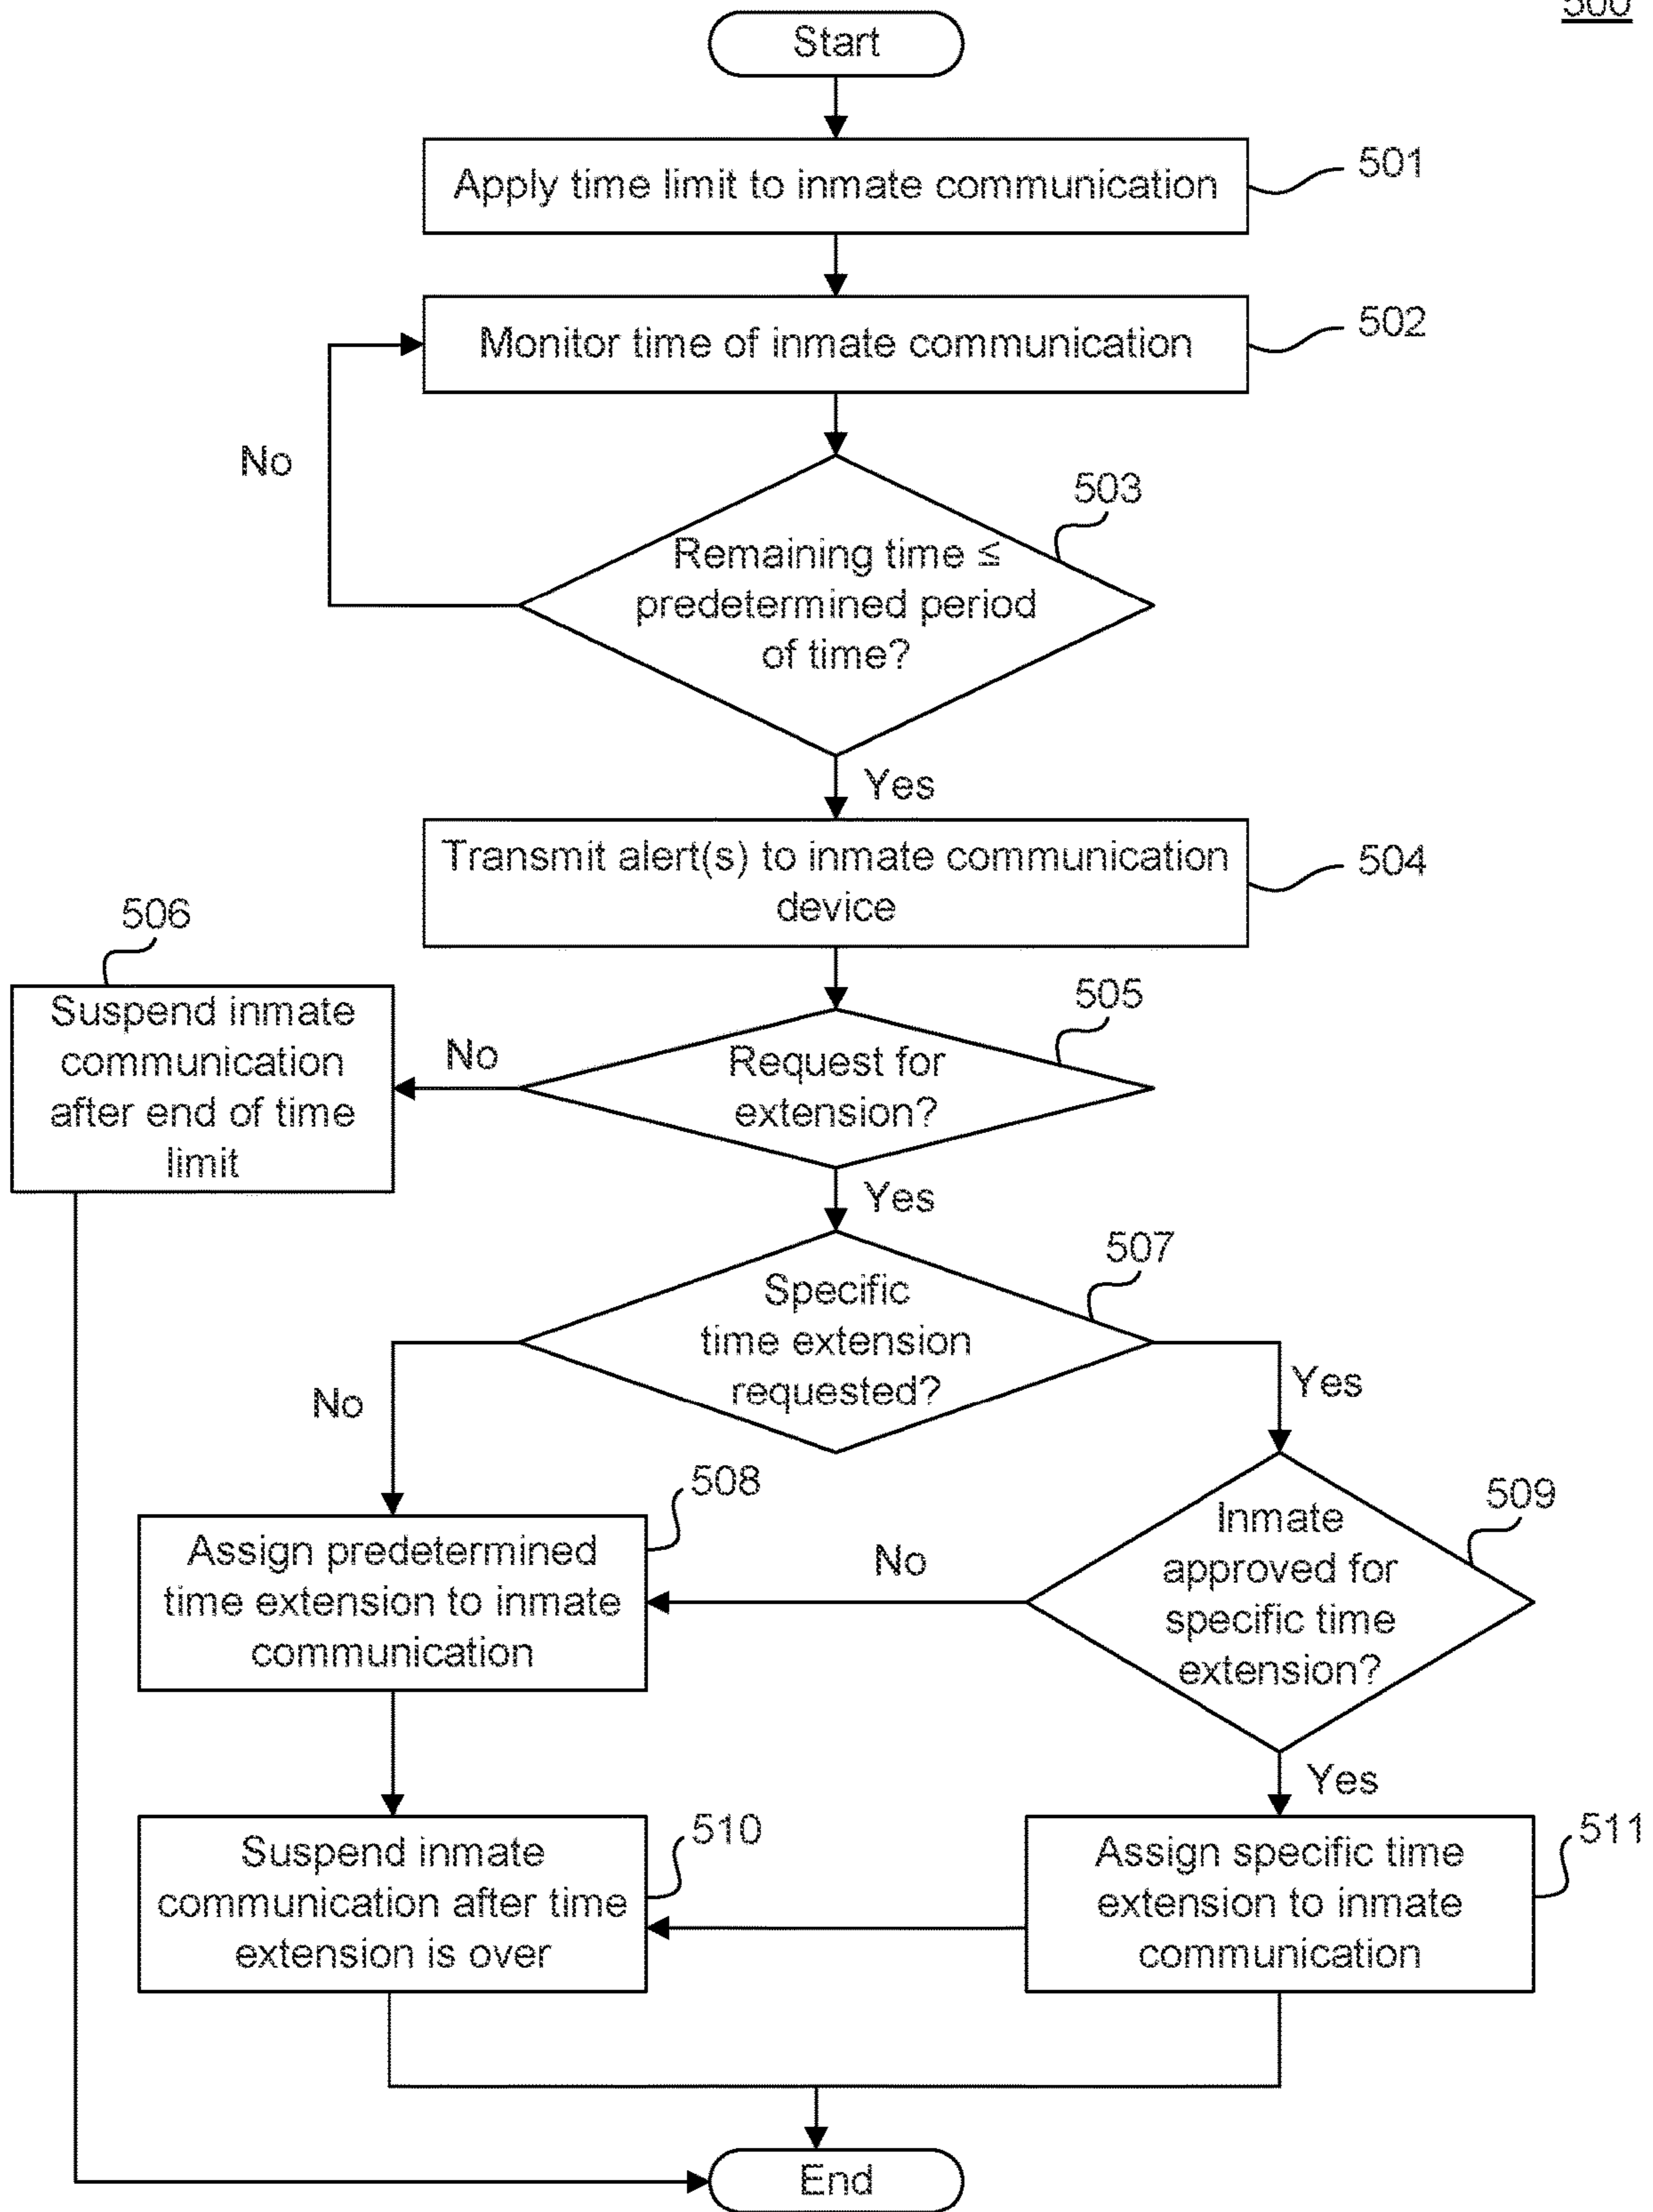 500
Start
Apply time limit to inmate communication
501
Monitor time of inmate communication
502
No
503
Remaining time ≤
predetermined period
of time?
Yes
Transmit alert(s) to inmate communication
device
504
506
Suspend inmate
communication
after end of time
limit
No
505
Request for
extension?
Yes
507
Specific
time extension
requested?
No
Yes
508
Assign predetermined
time extension to inmate
communication
No
509
Inmate
approved for
specific time
extension?
Yes
510
Suspend inmate
communication after time
extension is over
511
Assign specific time
extension to inmate
communication
End